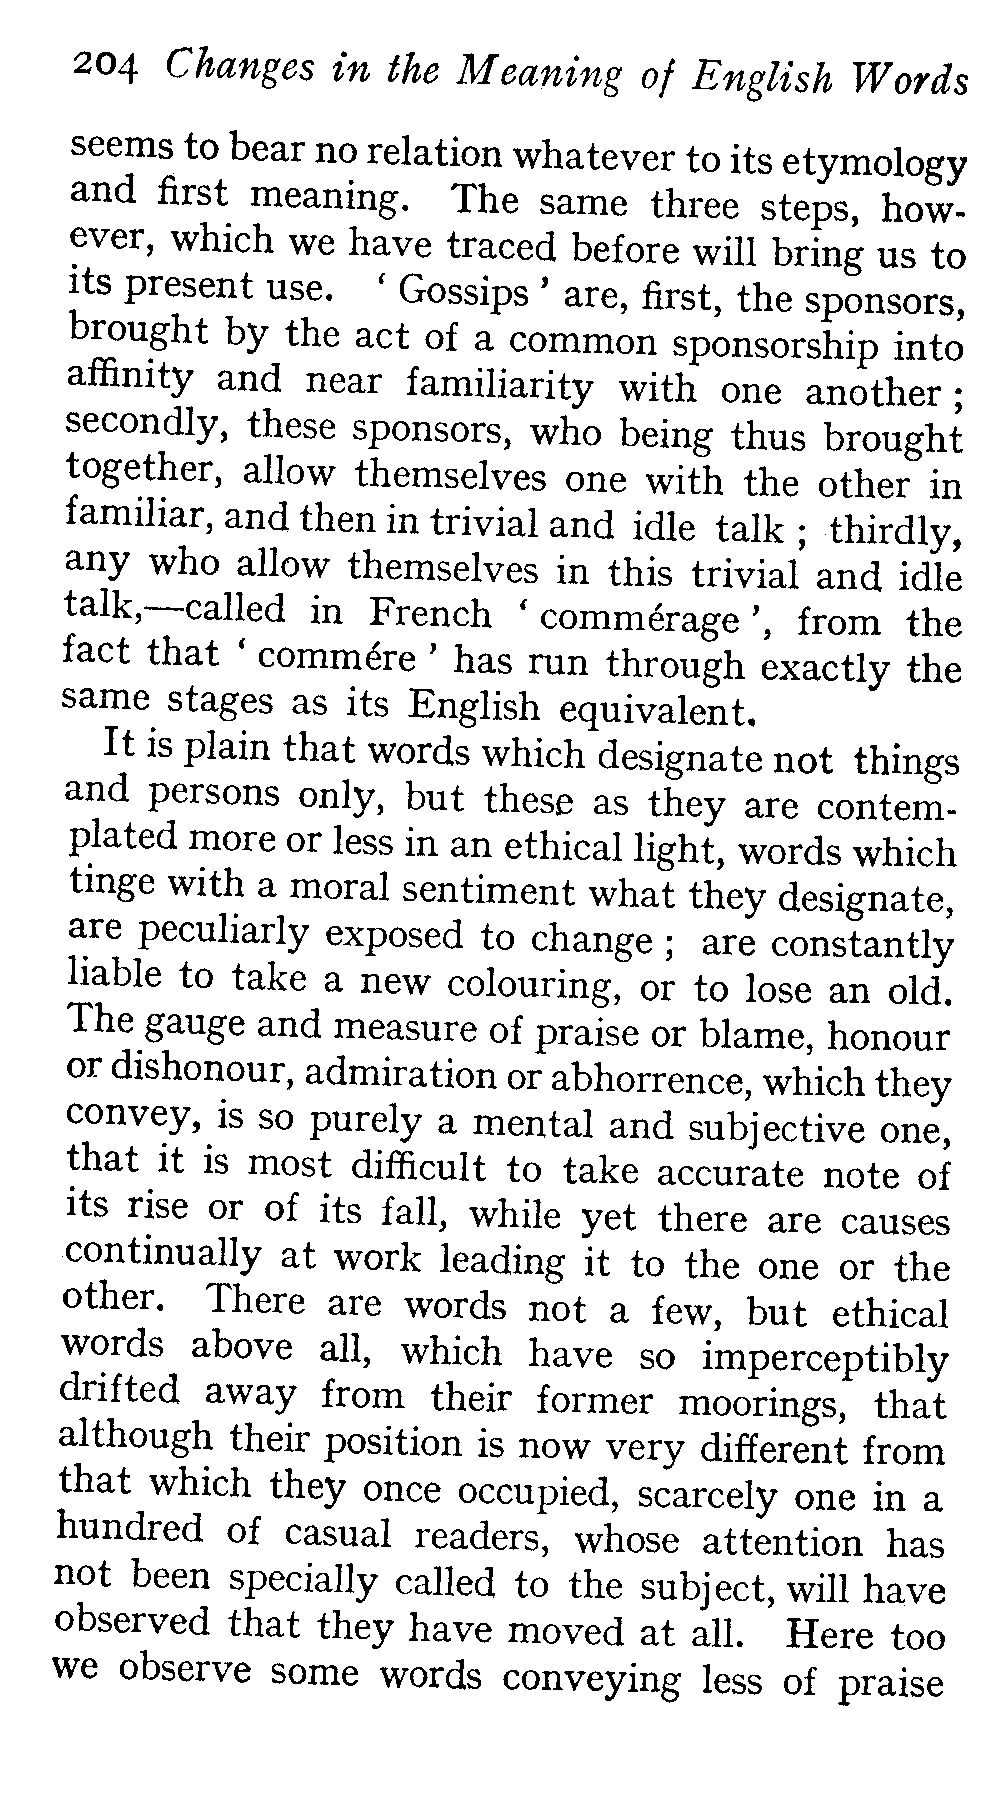 204 Changes in the Meaning of English Words
seems to bear no relation whatever to its etymology
and first meaning. The same three steps, how-
ever, which we have traced before will bring us to
its present use. ‘ Gossips ’ are, first, the sponsors,
brought by the act of a common sponsorship into
affinity and near familiarity with one another ;
secondly, these sponsors, who being thus brought
together, allow themselves one with the other in
familiar, and then in trivial and idle talk ; thirdly,
any who allow themselves in this trivial and idle
talk,—called in French ‘ commérage ’, from the
fact that ‘ commére ’ has run through exactly the
same stages as its English equivalent.
It is plain that words which designate not things
and persons only, but these as they are contem-
plated more or less in an ethical light, words which
tinge with a moral sentiment what they designate,
are peculiarly exposed to change ; are constantly
liable to take a new colouring, or to lose an old.
The gauge and measure of praise or blame, honour
or dishonour, admiration or abhorrence, which they
convey, is so purely a mental and subjective one,
that it is most difficult to take accurate note of
its rise or of its fall, while yet there are causes
continually at work leading it to the one or the
other. There are words not a few, but ethical
words above all, which have so imperceptibly
drifted away from their former moorings, that
although their position is now very different from
that which they once occupied, scarcely one in a
hundred of casual readers, whose attention has
not been specially called to the subject, will have
observed that they have moved at all. Here too
we observe some words conveying less of praise